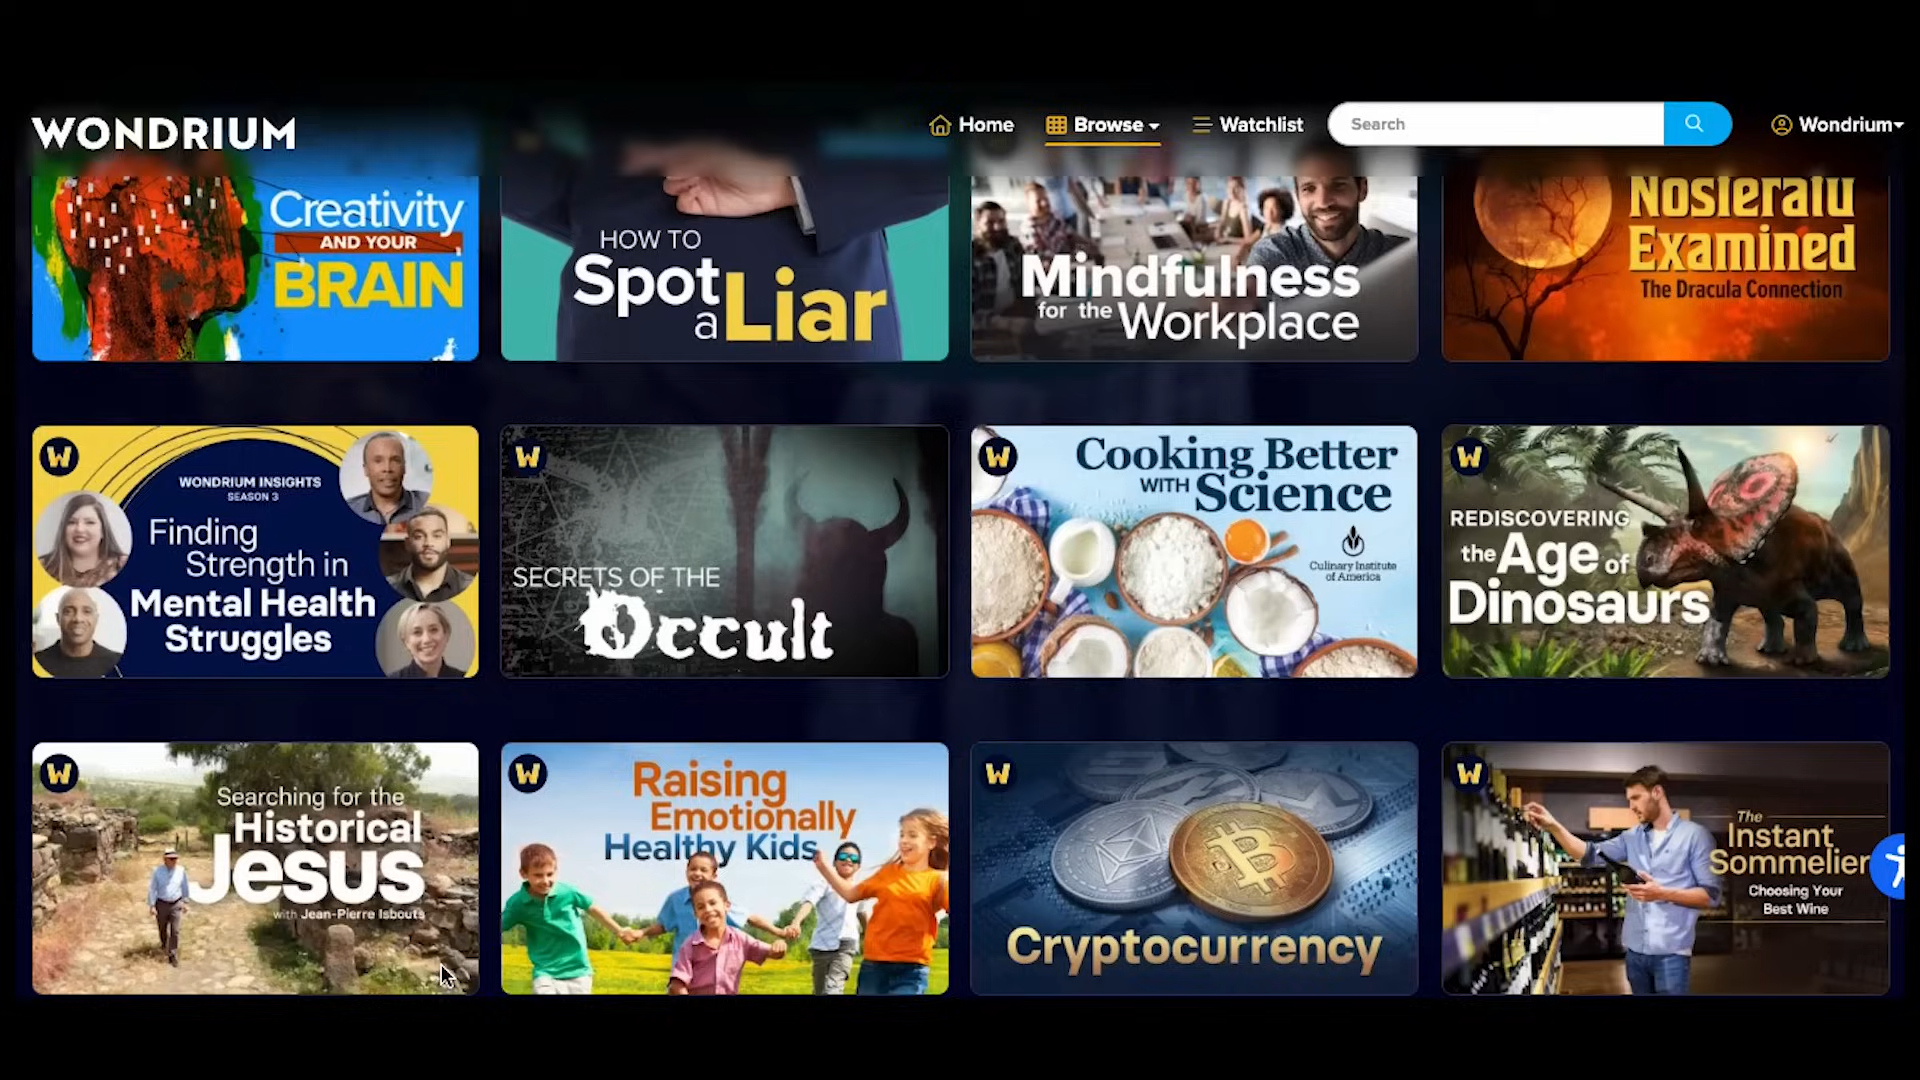 WONDRIUM
Home
Browse
Watchlist
Search
Wondrium
Creativity
AND YOUR
BRAIN
HOW TO
Spot
a Liar
Mindfulness
for the Workplace
Nosferatu
Examined
The Dracula Connection
W
WONDRIUM INSIGHTS
SEASON 3
Finding
Strength in
Mental Health
Struggles
W
SECRETS OF THE
Occult
W
Cooking Better
WITH Science
Culinary Institute
of America
W
REDISCOVERING
the Age of
Dinosaurs
W
Searching for the
Historical
Jesus
with Jean-Pierre Isbouts
W
Raising
Emotionally
Healthy Kids
W
Cryptocurrency
W
The
Instant
Sommelier
Choosing Your
Best Wine